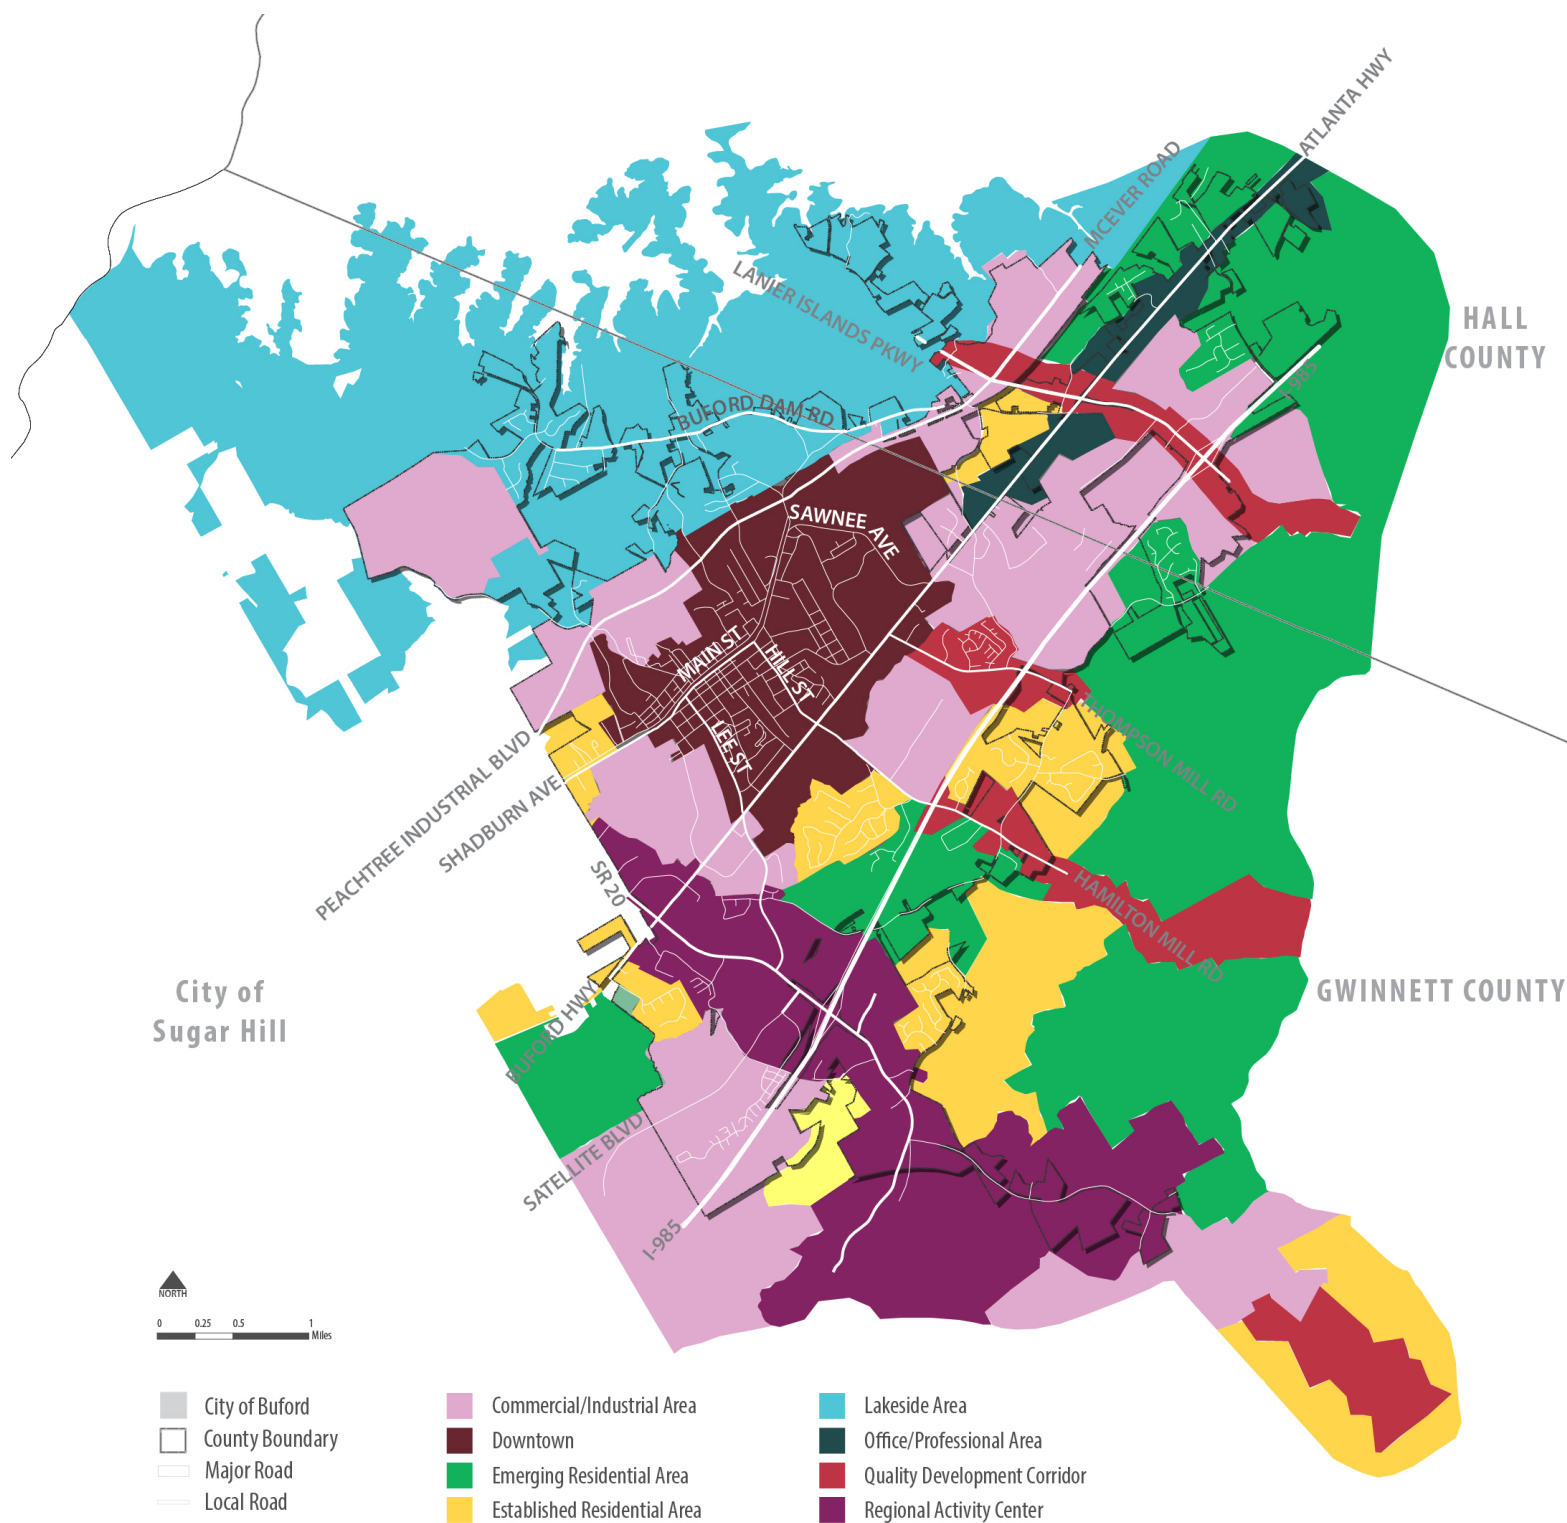 ATLANTA HWY
MCEVER ROAD
LANIER ISLANDS PKWY
HALL
COUNTY
I-985
BUFORD DAM RD
SAWNEE AVE
MAIN ST
HILL ST
LEE ST
THOMPSON MILL RD
PEACHTREE INDUSTRIAL BLVD
SHADBURN AVE
SR 20
HAMILTON MILL RD
City of
Sugar Hill
GWINNETT COUNTY
BUFORD HWY
SATELLITE BLVD
I-985
NORTH
0 0.25 0.5 1
Miles
City of Buford
County Boundary
Major Road
Local Road
Commercial/Industrial Area
Downtown
Emerging Residential Area
Established Residential Area
Lakeside Area
Office/Professional Area
Quality Development Corridor
Regional Activity Center